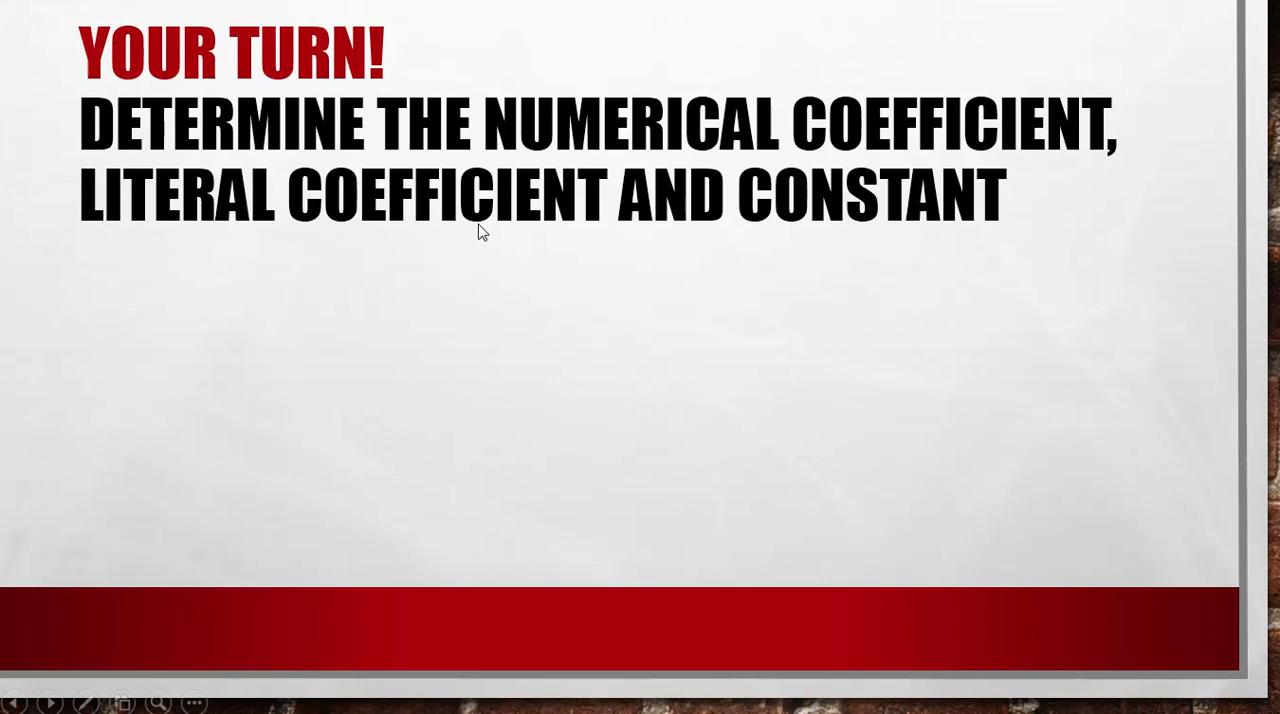 YOUR TURN!
DETERMINE THE NUMERICAL COEFFICIENT,
LITERAL COEFFICIENT AND CONSTANT